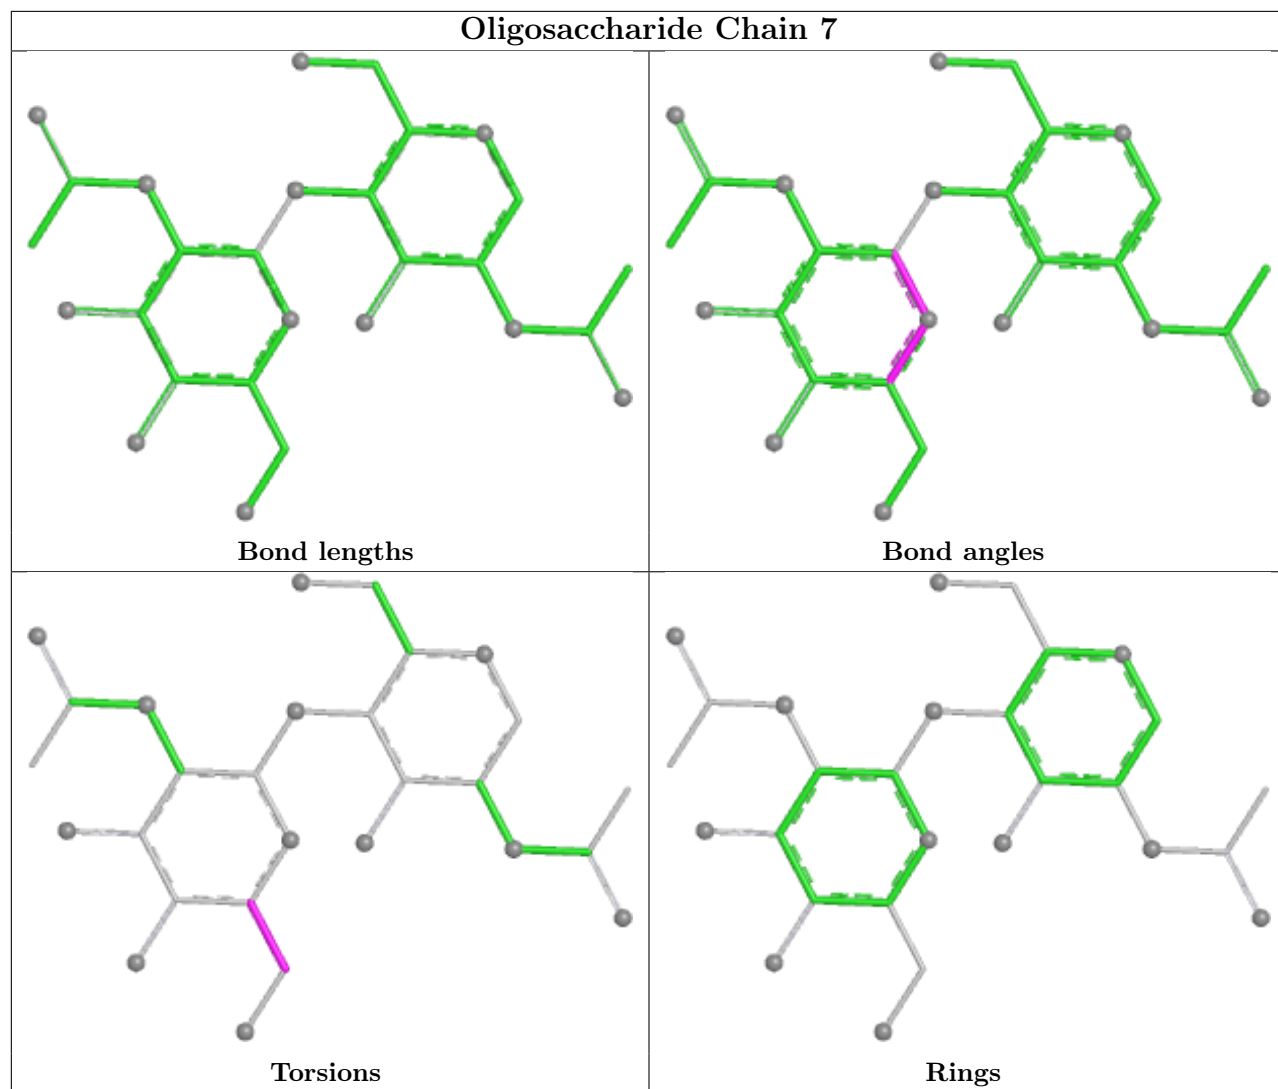 Oligosaccharide Chain 7
Bond lengths
Bond angles
Torsions
Rings